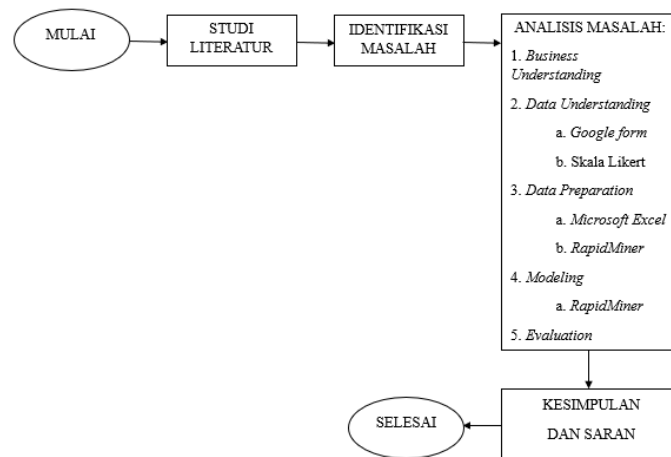 MULAI
STUDI
LITERATUR
IDENTIFIKASI
MASALAH
ANALISIS MASALAH:
1. Business
Understanding
2. Data Understanding
a. Google form
b. Skala Likert
3. Data Preparation
a. Microsoft Excel
b. RapidMiner
4. Modeling
a. RapidMiner
5. Evaluation
KESIMPULAN
DAN SARAN
SELESAI